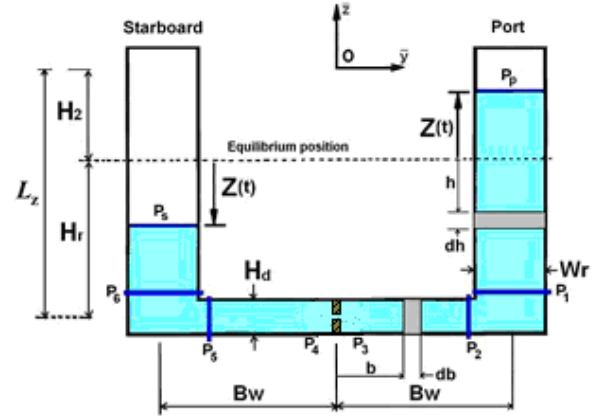 Starboard
Port
z̄
O
ȳ
Pp
H2
Z(t)
Equilibrium position
h
Z(t)
Lz
Ps
Hr
dh
Hd
Wr
P6
P1
P5
P4
P3
P2
b
db
Bw
Bw